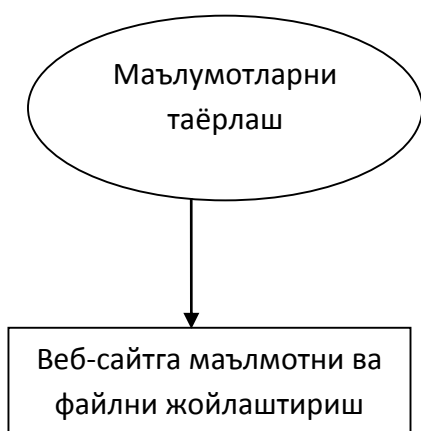 Маълумотларни
таёрлаш
Веб-сайтга маълмотни ва
файлни жойлаштириш